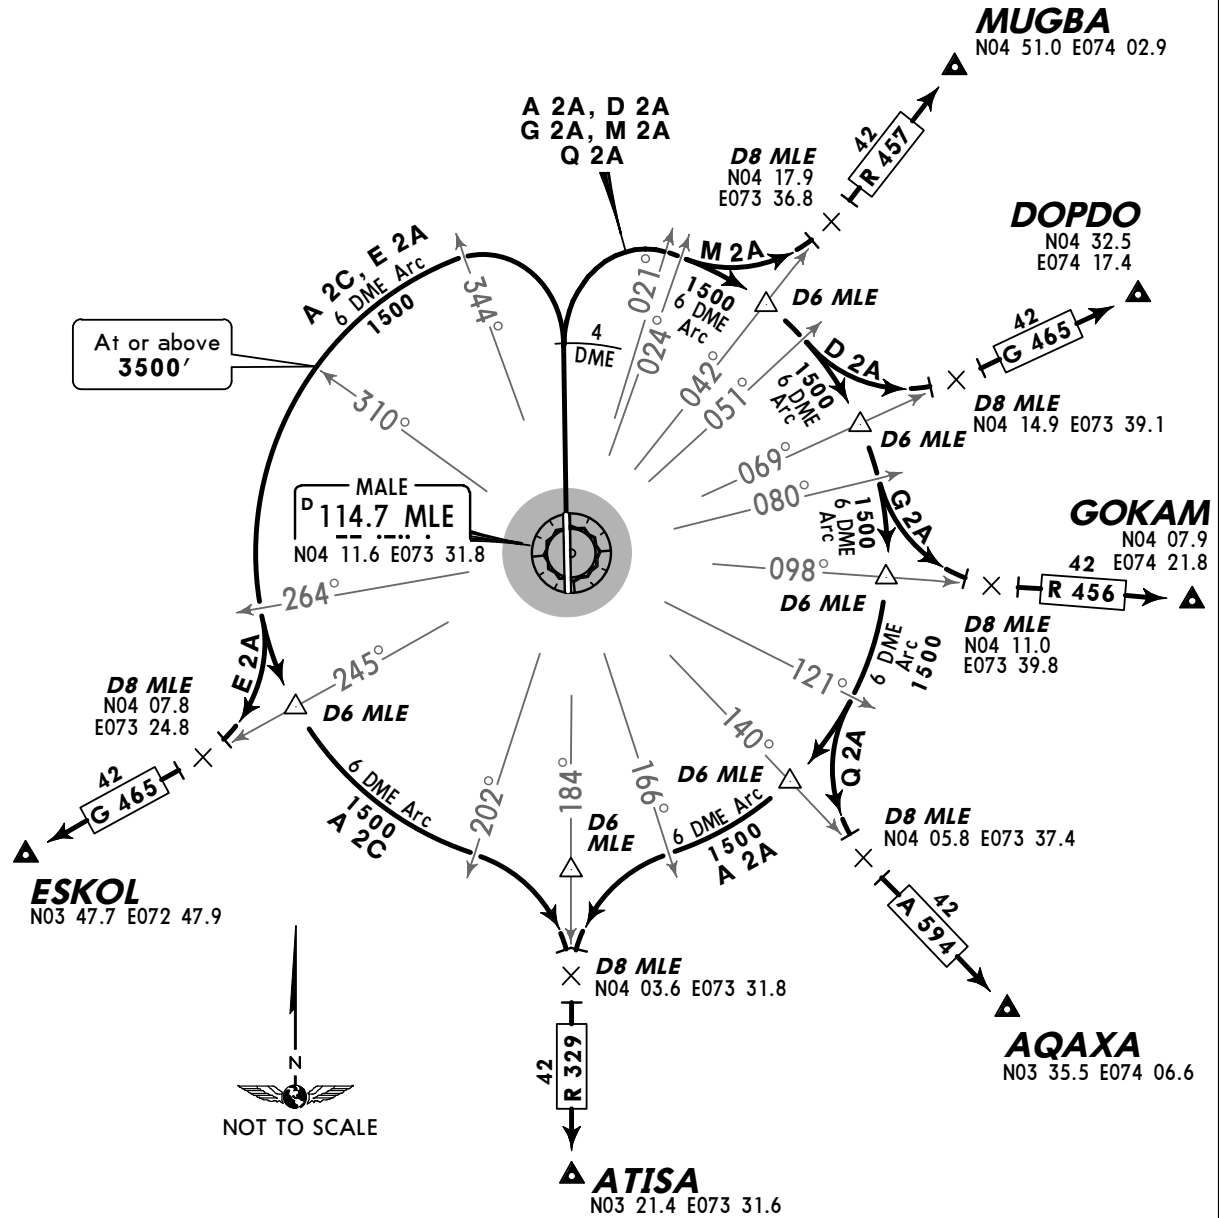 MUGBA
N04 51.0 E074 02.9
42
R 457
A 2A, D 2A
G 2A, M 2A
Q 2A
D8 MLE
N04 17.9
E073 36.8
DOPDO
N04 32.5
E074 17.4
42
G 465
D8 MLE
N04 14.9 E073 39.1
A 2C, E 2A
6 DME Arc
1500
344°
021°
024°
M 2A
1500
6 DME
Arc
D6 MLE
042°
051°
4
DME
D 2A
1500
6 DME
Arc
D6 MLE
At or above
3500′
310°
069°
080°
MALE
D 114.7 MLE
N04 11.6 E073 31.8
G 2A
1500
6 DME
Arc
GOKAM
N04 07.9
E074 21.8
42
R 456
098°
D6 MLE
D8 MLE
N04 11.0
E073 39.8
264°
E 2A
245°
D6 MLE
D8 MLE
N04 07.8
E073 24.8
42
G 465
ESKOL
N03 47.7 E072 47.9
6 DME
Arc
1500
121°
140°
Q 2A
D6 MLE
D8 MLE
N04 05.8 E073 37.4
42
A 594
AQAXA
N03 35.5 E074 06.6
6 DME Arc
1500
A 2C
202°
184°
166°
D6
MLE
6 DME Arc
1500
A 2A
D8 MLE
N04 03.6 E073 31.8
42
R 329
ATISA
N03 21.4 E073 31.6
N
NOT TO SCALE